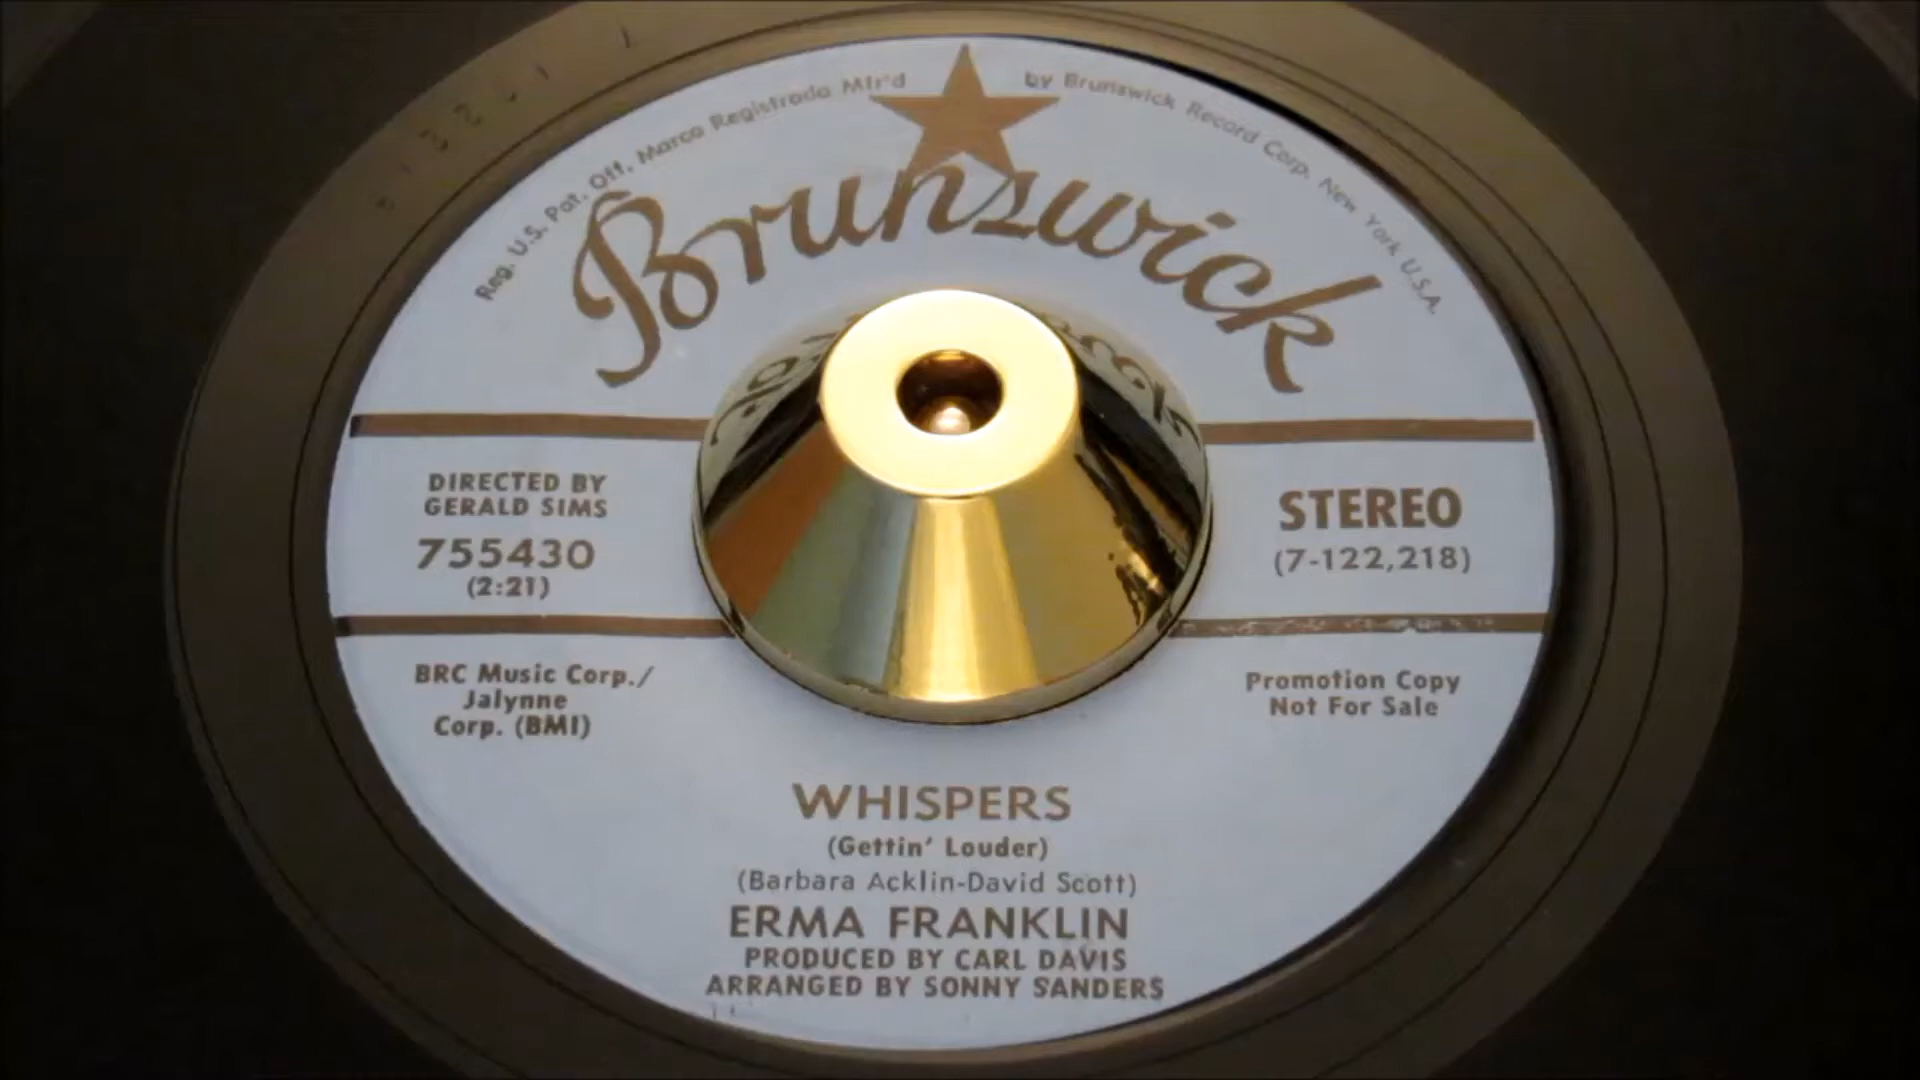 Reg. U.S. Pat. Off. Marca Registrada Mfr'd by Brunswick Record Corp. New York U.S.A.
Brunswick
DIRECTED BY
GERALD SIMS
755430
(2:21)
STEREO
(7-122,218)
BRC Music Corp./
Jalynne
Corp. (BMI)
Promotion Copy
Not For Sale
WHISPERS
(Gettin' Louder)
(Barbara Acklin-David Scott)
ERMA FRANKLIN
PRODUCED BY CARL DAVIS
ARRANGED BY SONNY SANDERS